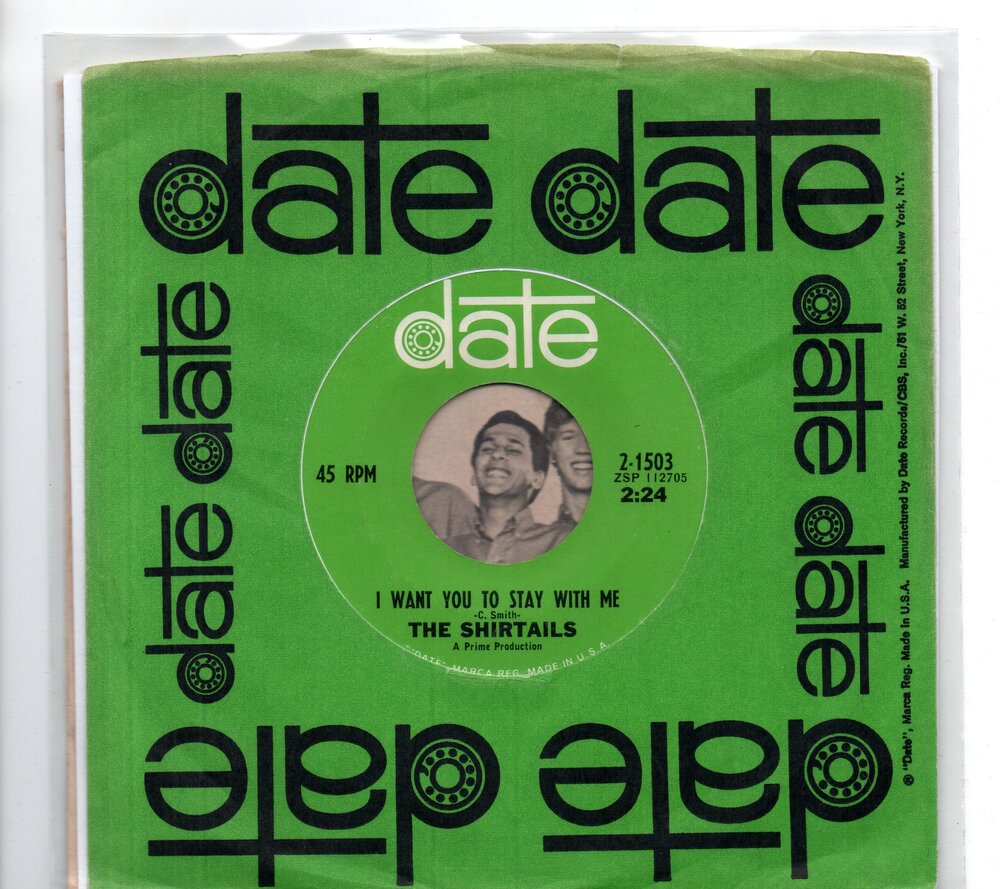 date date
date
45 RPM
2-1503
ZSP 112705
2:24
I WANT YOU TO STAY WITH ME
-C. Smith-
THE SHIRTAILS
A Prime Production
"DATE", MARCA REG. MADE IN U.S.A.
date date
date date
date date
® "Date", Marca Reg. Made in U.S.A. Manufactured by Date Records/CBS, Inc./51 W. 52 Street, New York, N.Y.